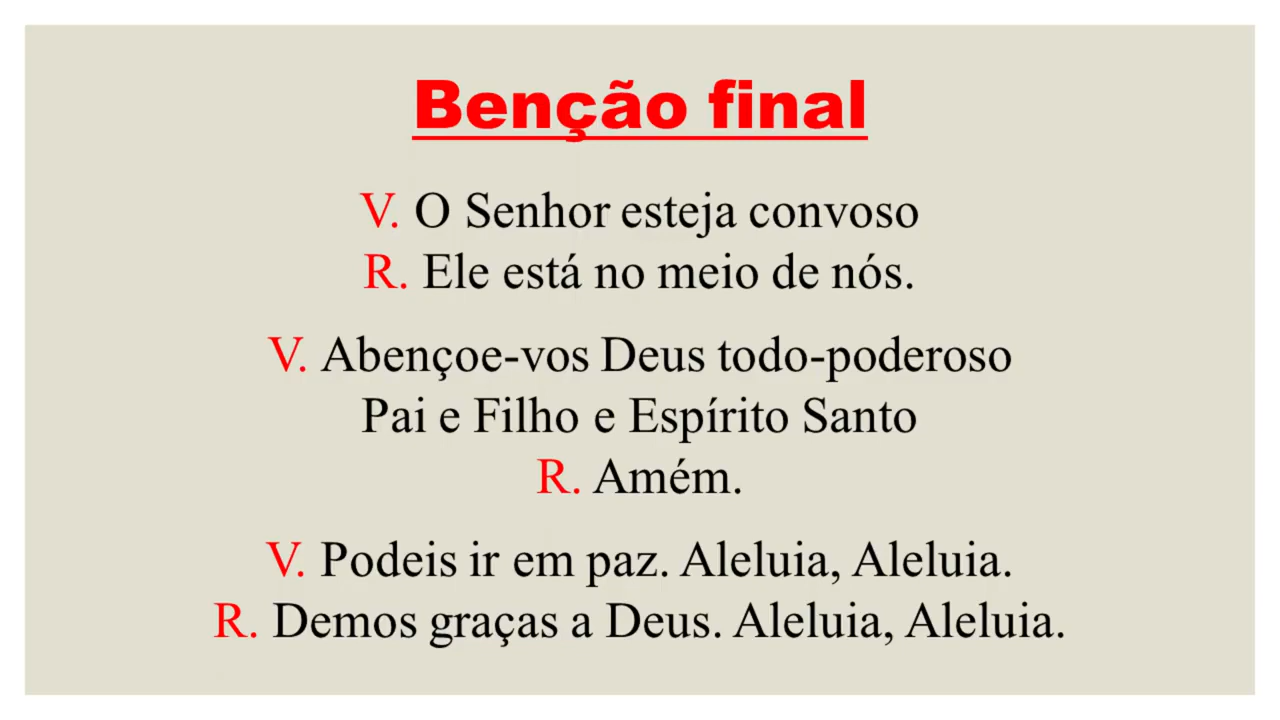 Benção final
V. O Senhor esteja convoso
R. Ele está no meio de nós.
V. Abençoe-vos Deus todo-poderoso
Pai e Filho e Espírito Santo
R. Amém.
V. Podeis ir em paz. Aleluia, Aleluia.
R. Demos graças a Deus. Aleluia, Aleluia.